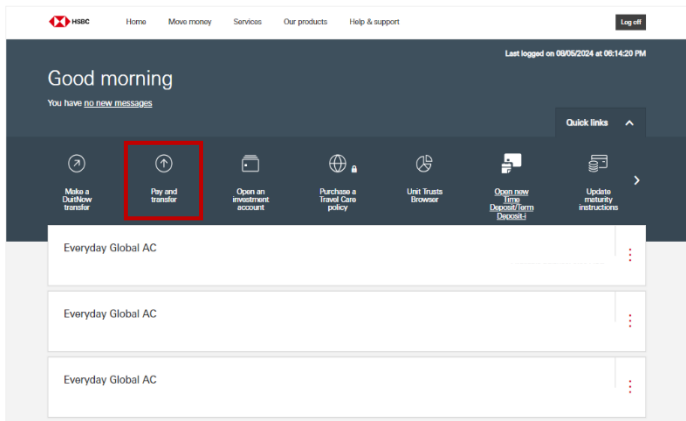 HSBC Home Move money Services Our products Help & support Log off
Last logged on 08/05/2024 at 06:14:20 PM
Good morning
You have no new messages
Quick links
Make a
DuitNow
transfer
Pay and
transfer
Open an
investment
account
Purchase a
Travel Care
policy
Unit Trusts
Browser
Open new
Time
Deposit/Term
Deposit-i
Update
maturity
instructions
Everyday Global AC
Everyday Global AC
Everyday Global AC